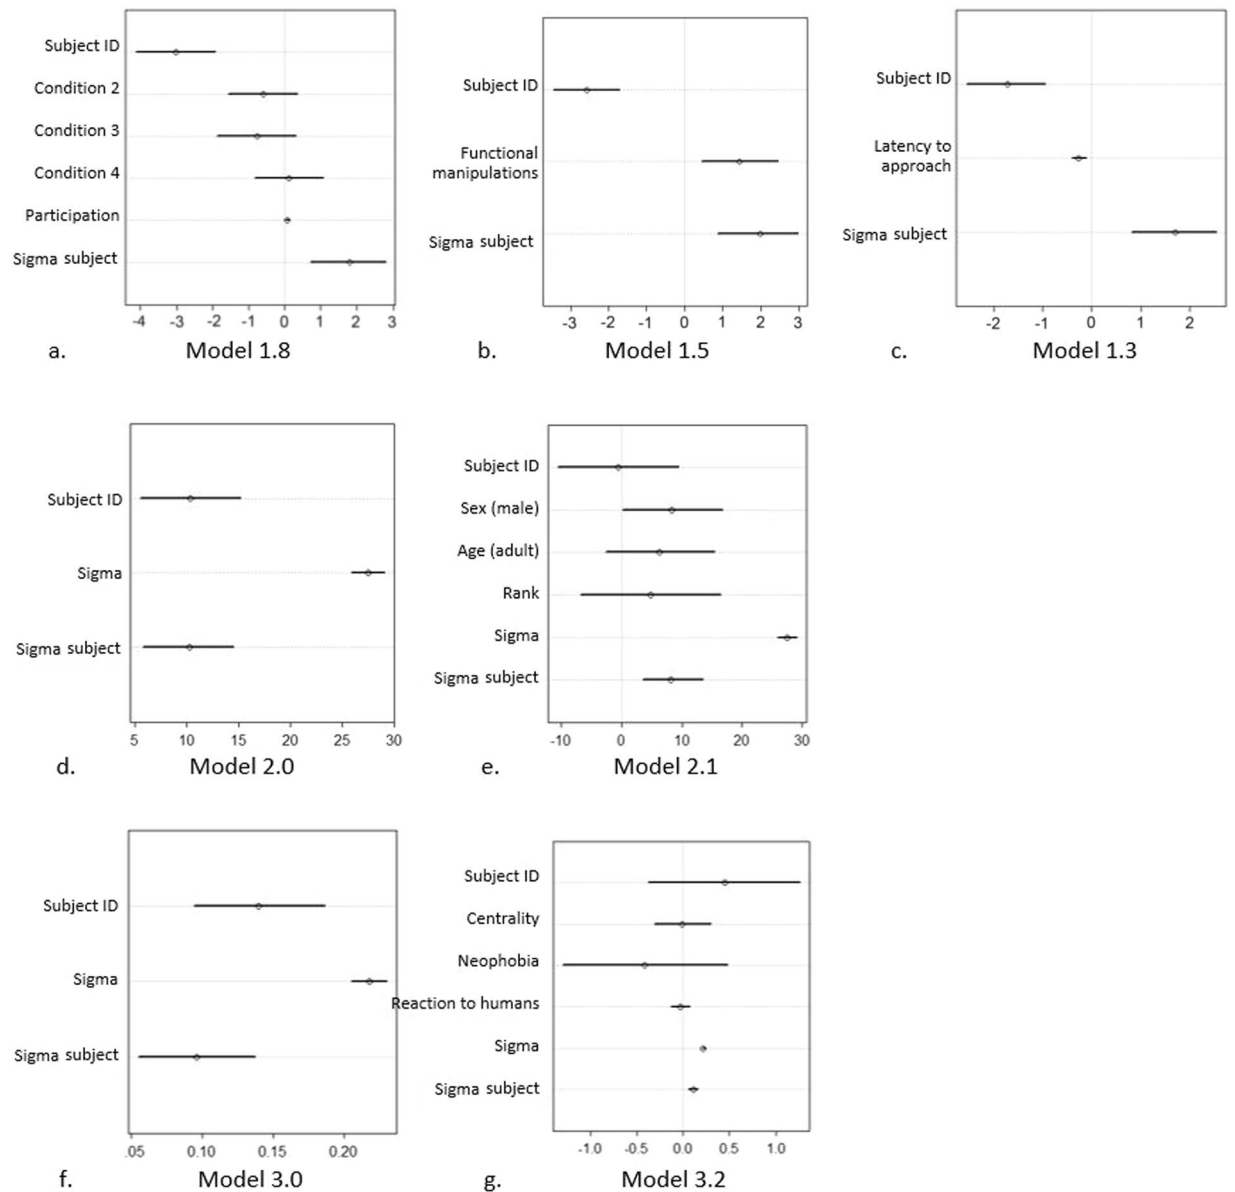 Subject ID
Condition 2
Condition 3
Condition 4
Participation
Sigma subject
-4 -3 -2 -1 0 1 2 3
a. Model 1.8
Subject ID
Functional
manipulations
Sigma subject
-3 -2 -1 0 1 2 3
b. Model 1.5
Subject ID
Latency to
approach
Sigma subject
-2 -1 0 1 2
c. Model 1.3
Subject ID
Sigma
Sigma subject
5 10 15 20 25 30
d. Model 2.0
Subject ID
Sex (male)
Age (adult)
Rank
Sigma
Sigma subject
-10 0 10 20 30
e. Model 2.1
Subject ID
Sigma
Sigma subject
.05 0.10 0.15 0.20
f. Model 3.0
Subject ID
Centrality
Neophobia
Reaction to humans
Sigma
Sigma subject
-1.0 -0.5 0.0 0.5 1.0
g. Model 3.2